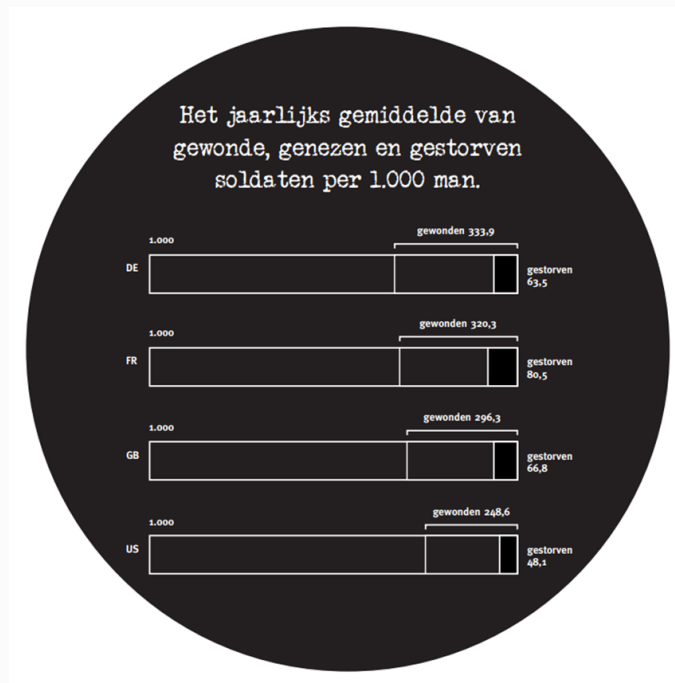 Het jaarlijks gemiddelde van
gewonde, genezen en gestorven
soldaten per 1.000 man.
gewonden 333,9
1.000
DE
gestorven
63,5
gewonden 320,3
1.000
FR
gestorven
80,5
gewonden 296,3
1.000
GB
gestorven
66,8
gewonden 248,6
1.000
US
gestorven
48,1